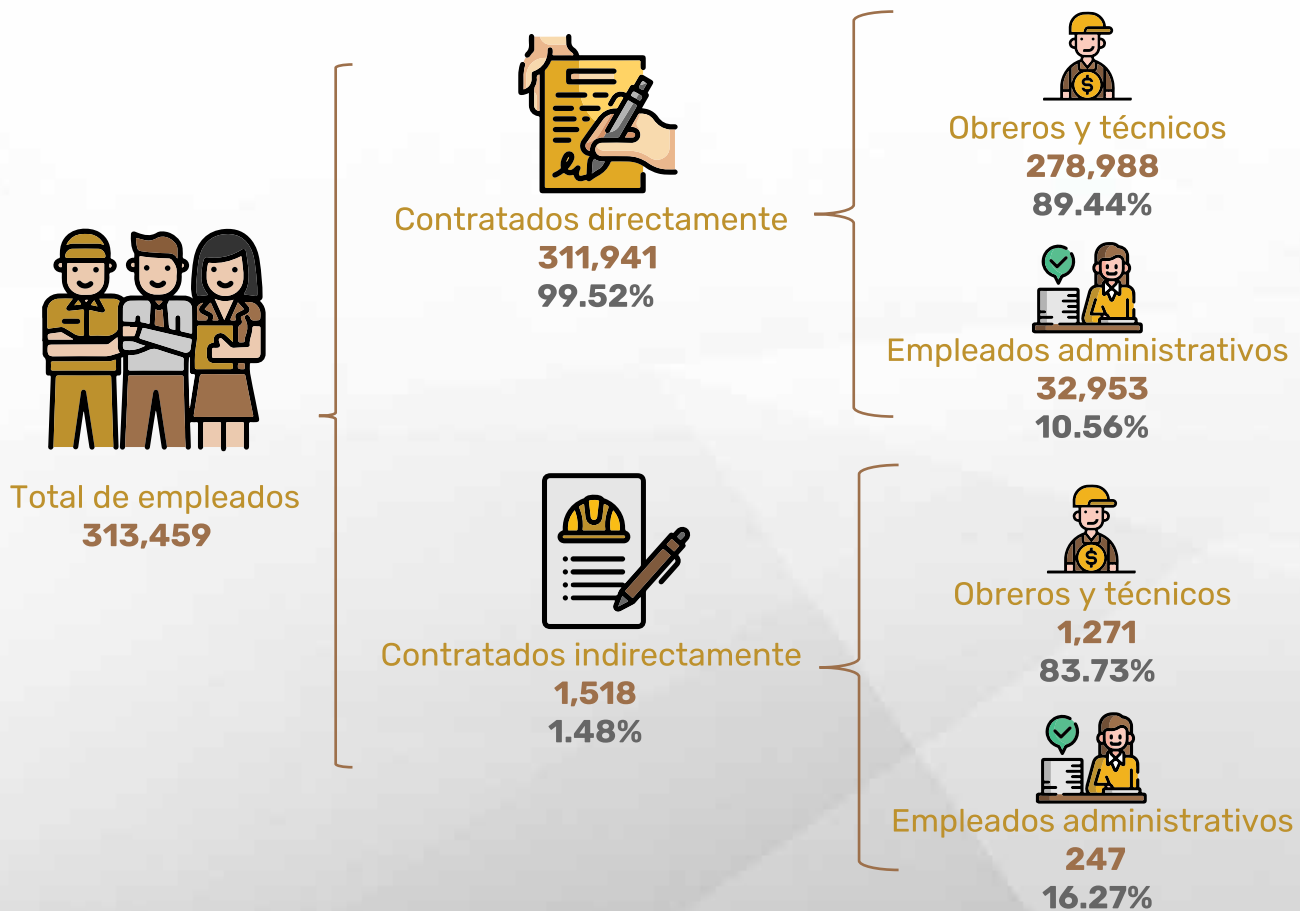 Total de empleados
313,459
Contratados directamente
311,941
99.52%
Obreros y técnicos
$
278,988
89.44%
Empleados administrativos
32,953
10.56%
Contratados indirectamente
1,518
1.48%
$
Obreros y técnicos
1,271
83.73%
Empleados administrativos
247
16.27%